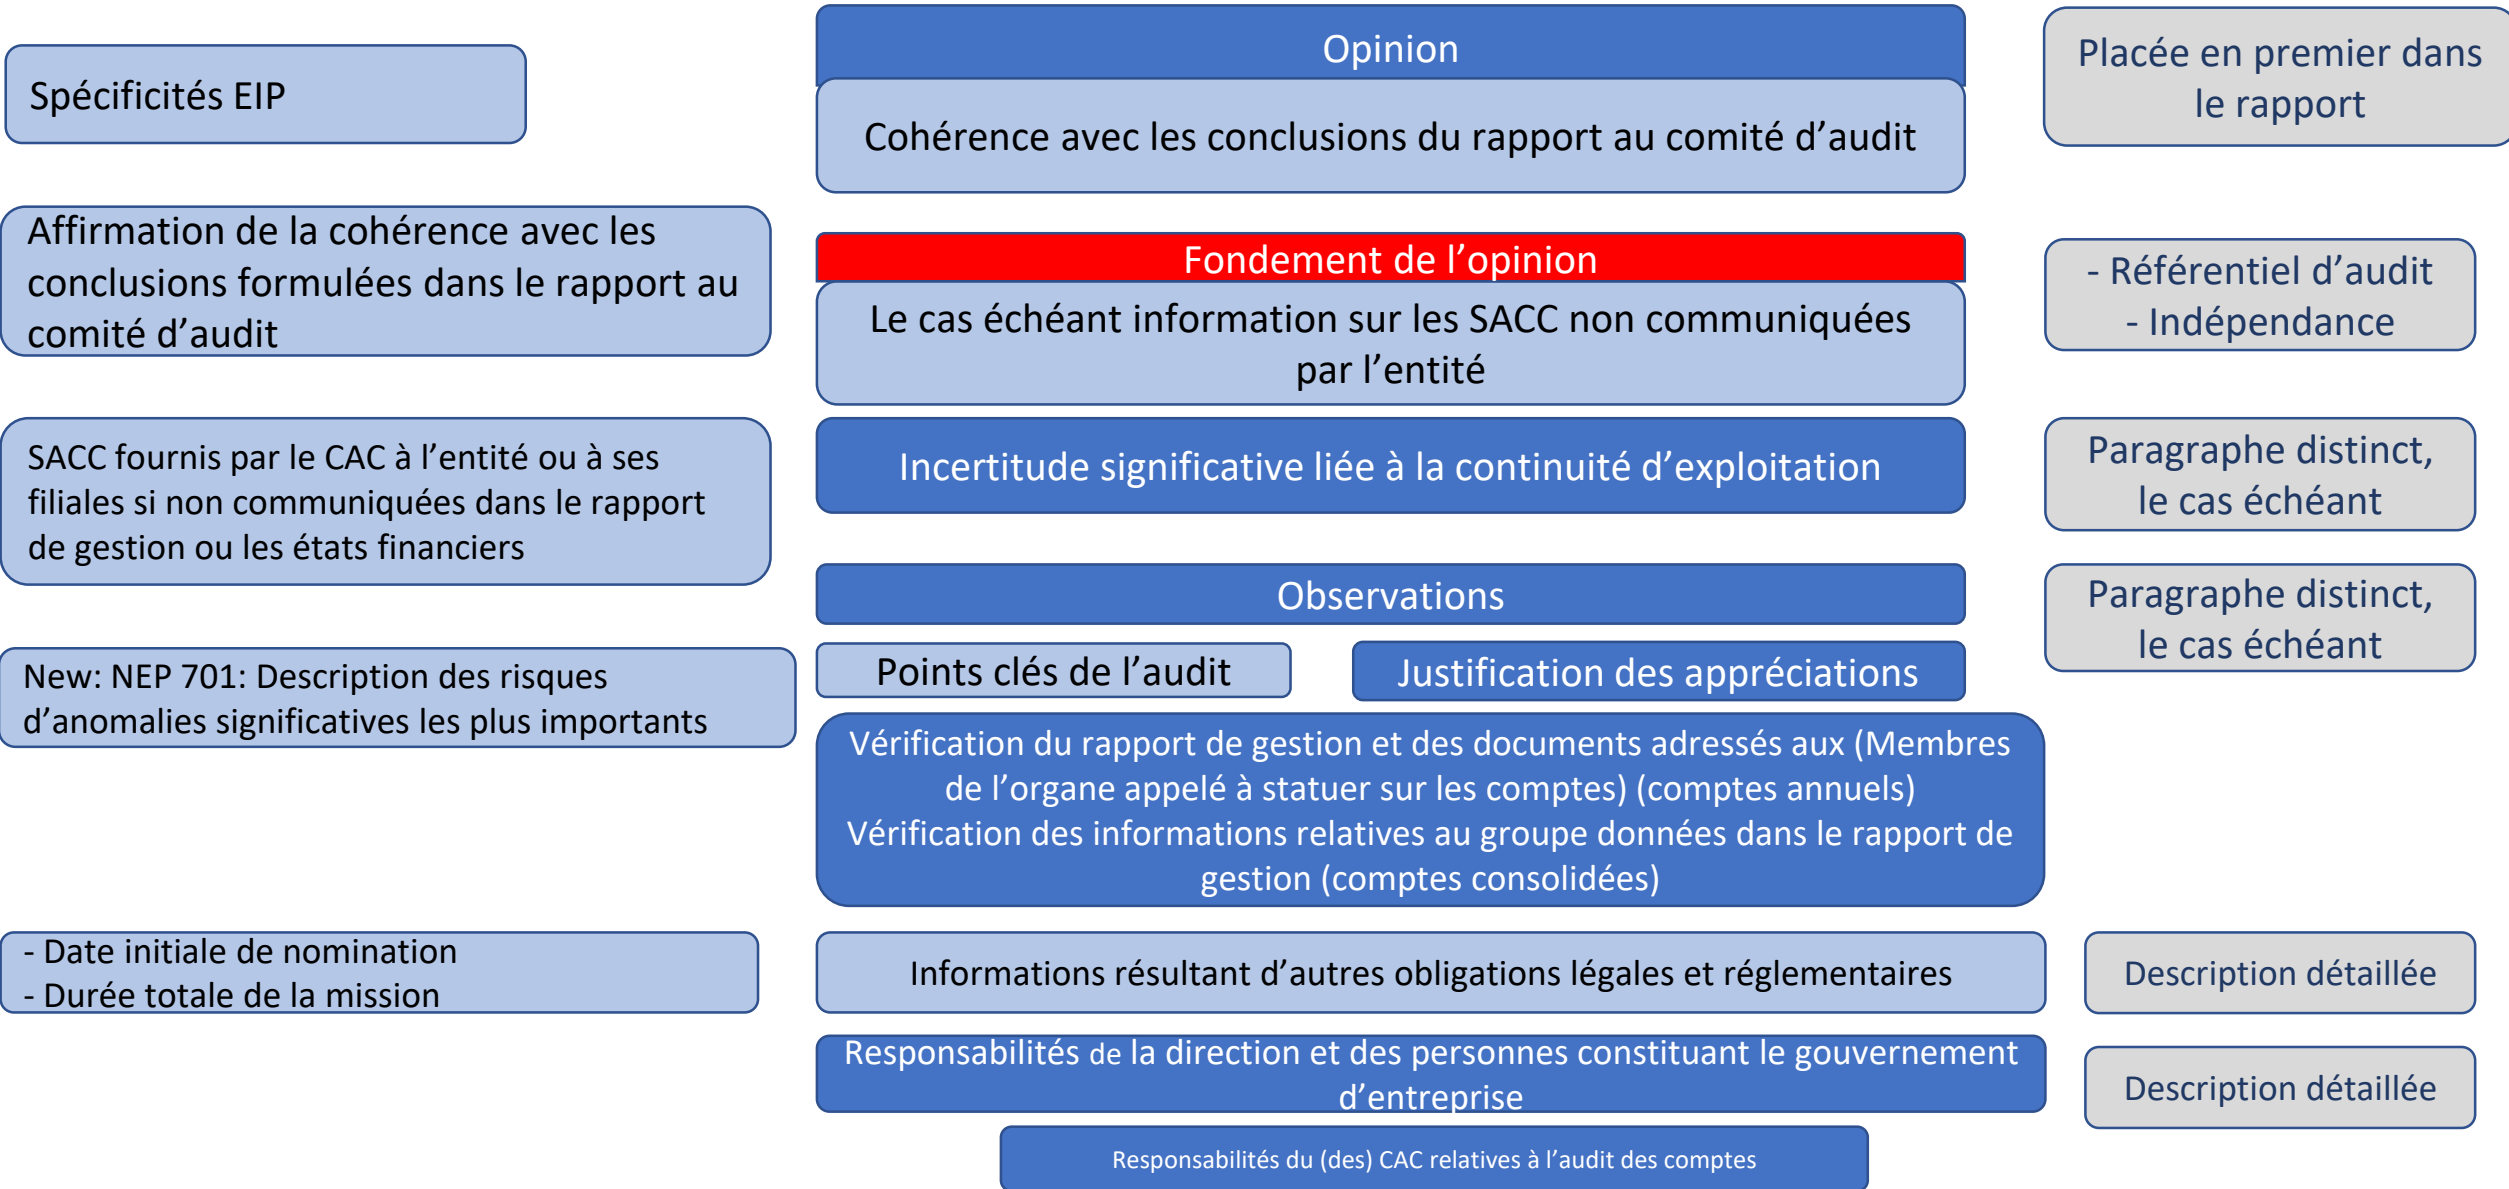 Spécificités EIP
Opinion
Cohérence avec les conclusions du rapport au comité d’audit
Placée en premier dans
le rapport
Affirmation de la cohérence avec les
conclusions formulées dans le rapport au
comité d’audit
Fondement de l’opinion
Le cas échéant information sur les SACC non communiquées
par l’entité
- Référentiel d’audit
- Indépendance
SACC fournis par le CAC à l’entité ou à ses
filiales si non communiquées dans le rapport
de gestion ou les états financiers
Incertitude significative liée à la continuité d’exploitation
Paragraphe distinct,
le cas échéant
Observations
Paragraphe distinct,
le cas échéant
New: NEP 701: Description des risques
d’anomalies significatives les plus importants
Points clés de l’audit
Justification des appréciations
Vérification du rapport de gestion et des documents adressés aux (Membres
de l’organe appelé à statuer sur les comptes) (comptes annuels)
Vérification des informations relatives au groupe données dans le rapport de
gestion (comptes consolidées)
- Date initiale de nomination
- Durée totale de la mission
Informations résultant d’autres obligations légales et réglementaires
Description détaillée
Responsabilités de la direction et des personnes constituant le gouvernement
d’entreprise
Description détaillée
Responsabilités du (des) CAC relatives à l’audit des comptes